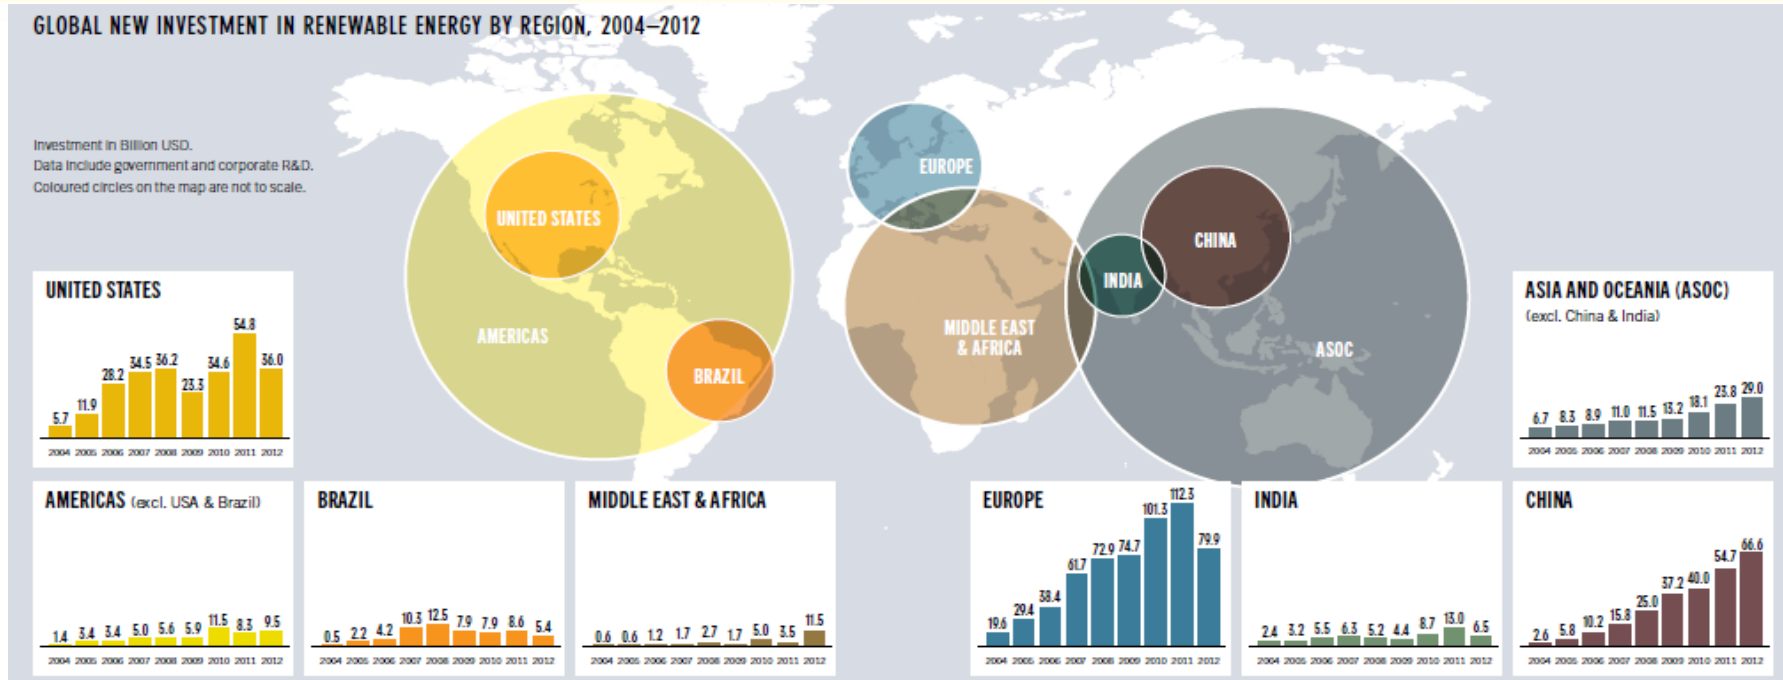 GLOBAL NEW INVESTMENT IN RENEWABLE ENERGY BY REGION, 2004–2012
Investment in Billion USD.
Data include government and corporate R&D.
Coloured circles on the map are not to scale.
UNITED STATES
AMERICAS
BRAZIL
EUROPE
MIDDLE EAST
& AFRICA
INDIA
CHINA
ASOC
UNITED STATES
5.7 11.9 28.2 34.5 36.2 23.3 34.6 54.8 36.0
2004 2005 2006 2007 2008 2009 2010 2011 2012
ASIA AND OCEANIA (ASOC)
(excl. China & India)
6.7 8.3 8.9 11.0 11.5 13.2 18.1 23.8 29.0
2004 2005 2006 2007 2008 2009 2010 2011 2012
AMERICAS (excl. USA & Brazil)
1.4 3.4 3.4 5.0 5.6 5.9 11.5 8.3 9.5
2004 2005 2006 2007 2008 2009 2010 2011 2012
BRAZIL
0.5 2.2 4.2 10.3 12.5 7.9 7.9 8.6 5.4
2004 2005 2006 2007 2008 2009 2010 2011 2012
MIDDLE EAST & AFRICA
0.6 0.6 1.2 1.7 2.7 1.7 5.0 3.5 11.5
2004 2005 2006 2007 2008 2009 2010 2011 2012
EUROPE
19.6 29.4 38.4 61.7 72.9 74.7 101.3 112.3 79.9
2004 2005 2006 2007 2008 2009 2010 2011 2012
INDIA
2.4 3.2 5.5 6.3 5.2 4.4 8.7 13.0 6.5
2004 2005 2006 2007 2008 2009 2010 2011 2012
CHINA
2.6 5.8 10.2 15.8 25.0 37.2 40.0 54.7 66.6
2004 2005 2006 2007 2008 2009 2010 2011 2012